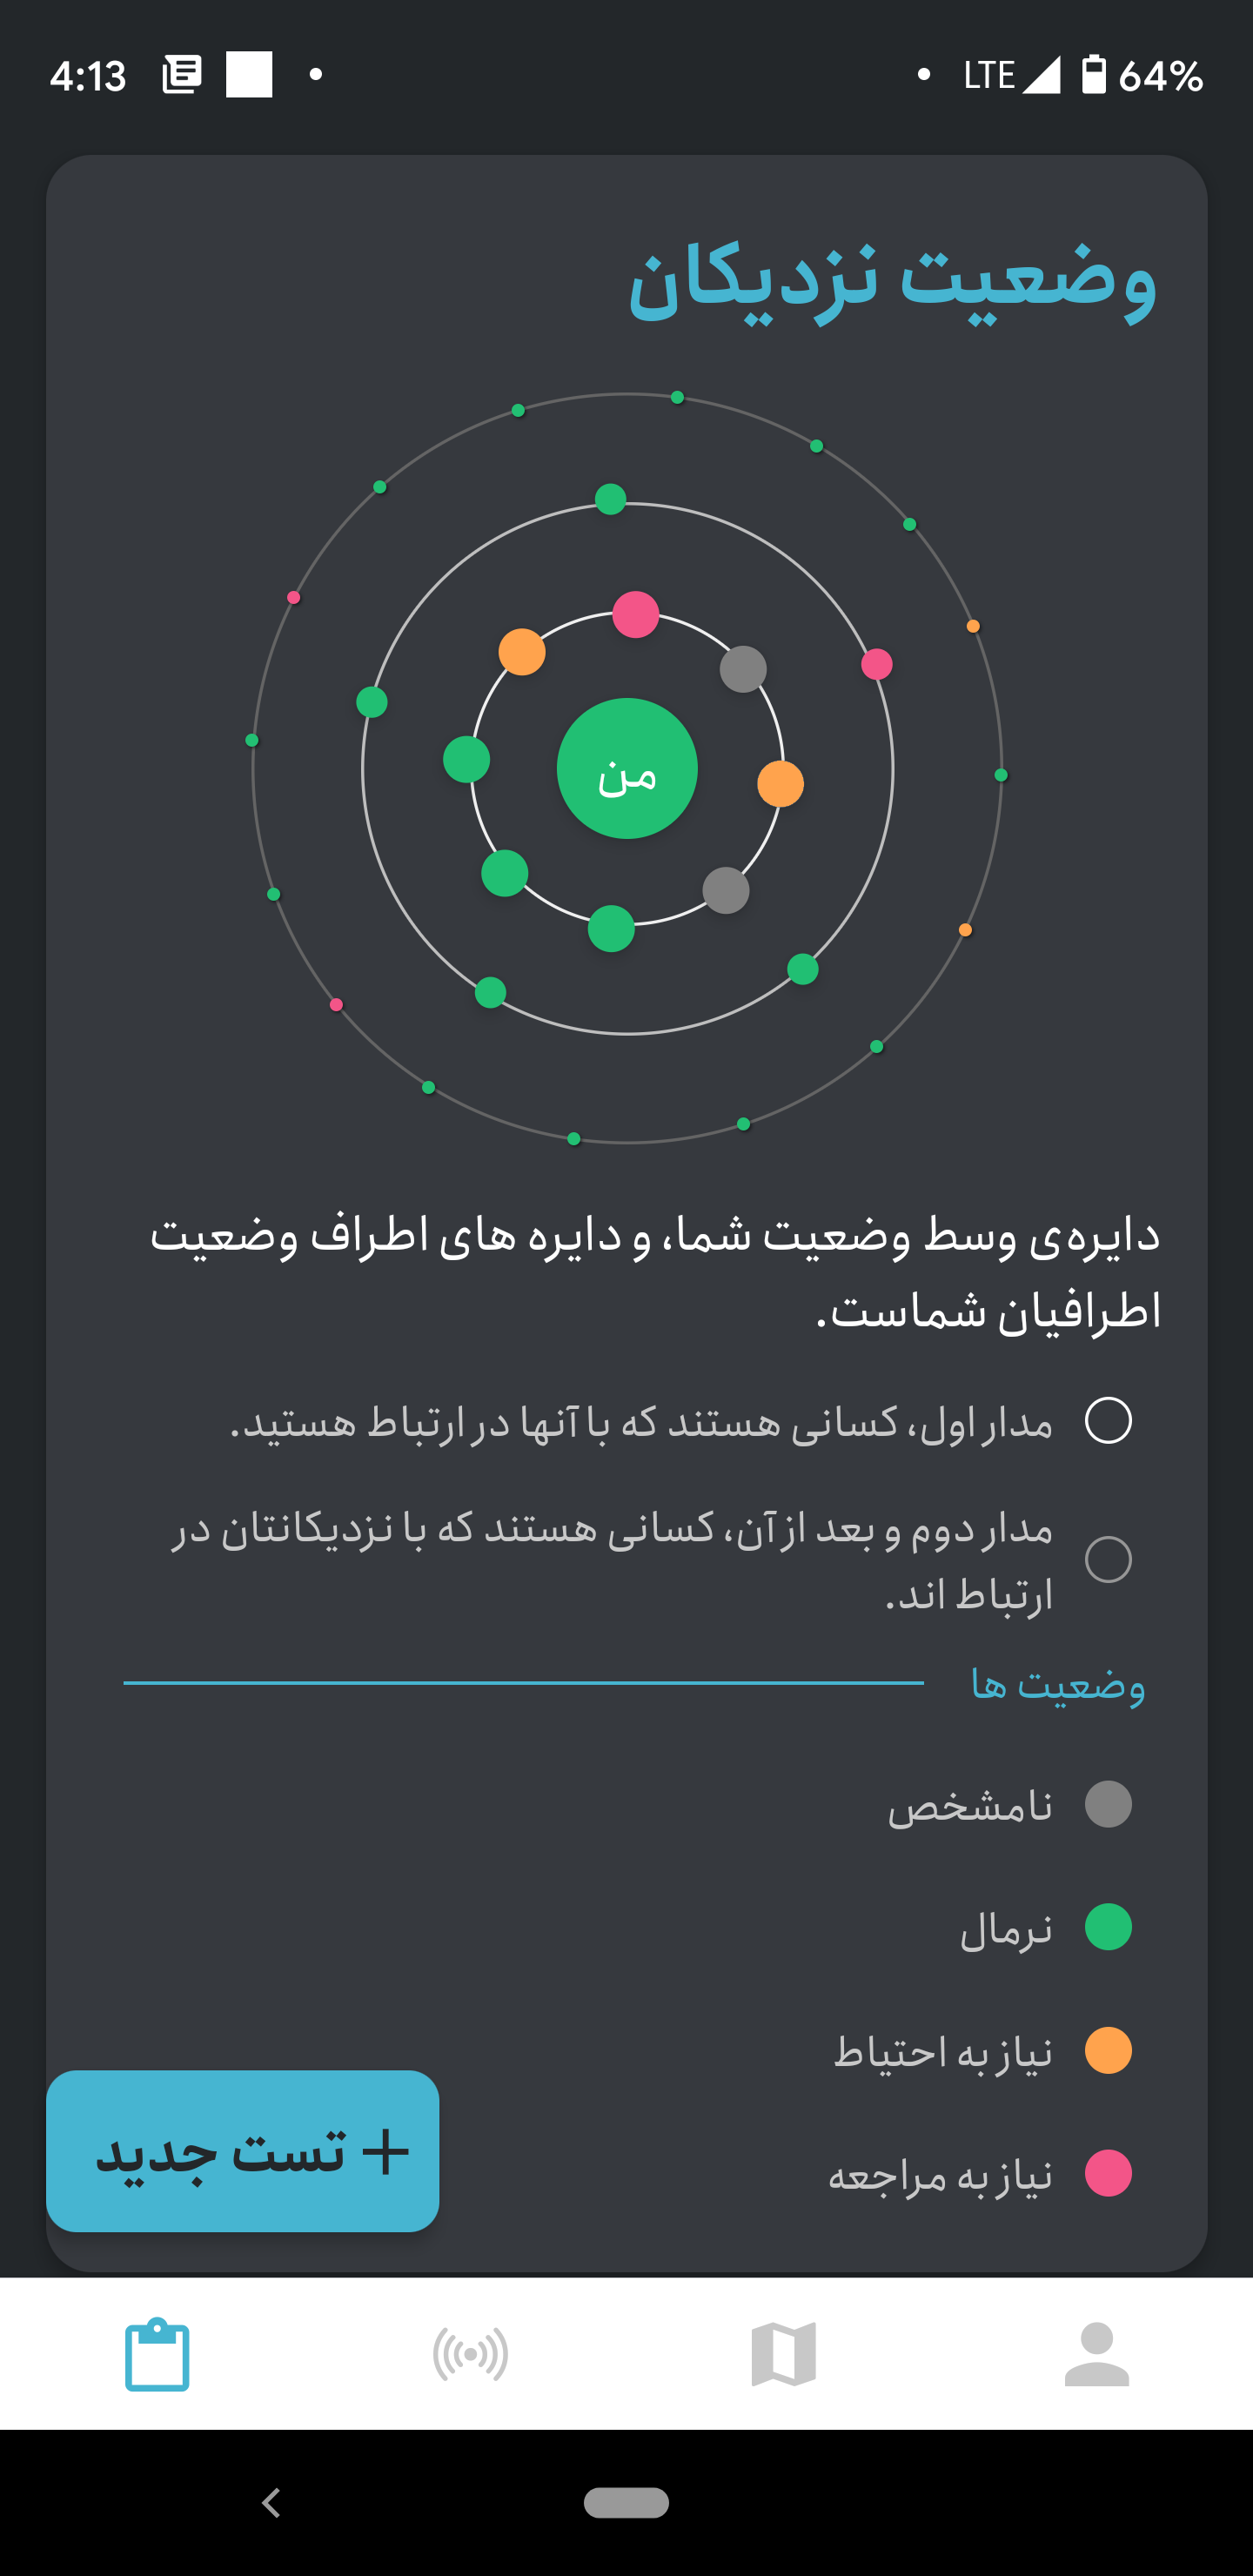 4:13 LTE 64%
وضعیت نزدیکان
من
دایره‌ی وسط وضعیت شما، و دایره های اطراف وضعیت
اطرافیان شماست.
مدار اول، کسانی هستند که با آنها در ارتباط هستید.
مدار دوم و بعد از آن، کسانی هستند که با نزدیکانتان در
ارتباط اند.
وضعیت ها
نامشخص
نرمال
نیاز به احتیاط
نیاز به مراجعه
+ تست جدید